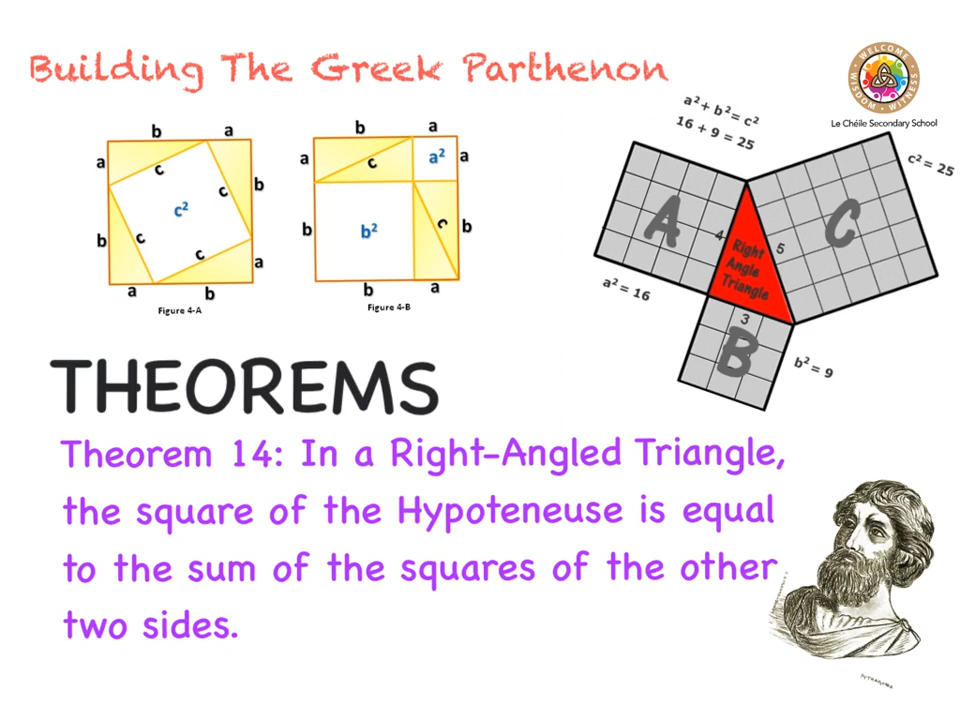 Building The Greek Parthenon
WELCOME • WITNESS • WISDOM
Le Chéile Secondary School
a² + b² = c²
16 + 9 = 25
c² = 25
b a
a c
c b
c²
b c
c a
a b
Figure 4-A
b a
a c a² a
b b² c b
b a
Figure 4-B
A
4
Right
Angle
Triangle
5
C
a² = 16
3
B
b² = 9
THEOREMS
Theorem 14: In a Right-Angled Triangle,
the square of the Hypoteneuse is equal
to the sum of the squares of the other
two sides.